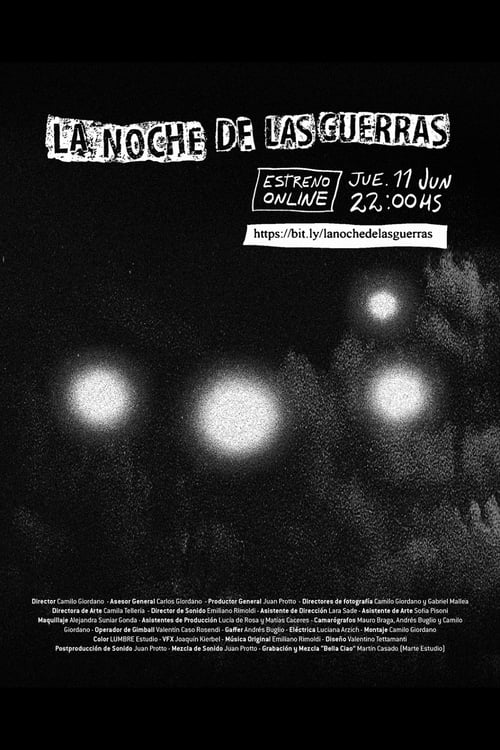 LA NOCHE DE LAS GUERRAS
ESTRENO JUE. 11 JUN
ONLINE 22:00HS
https://bit.ly/lanochedelasguerras
Director Camilo Giordano - Asesor General Carlos Giordano - Productor General Juan Protto - Directores de fotografía Camilo Giordano y Gabriel Mallea
Directora de Arte Camila Tellería - Director de Sonido Emiliano Rimoldi - Asistente de Dirección Lara Sade - Asistente de Arte Sofia Pisoni
Maquillaje Alejandra Suniar Gonda - Asistentes de Producción Lucía de Rosa y Matías Caceres - Camarógrafos Mauro Braga, Andrés Buglio y Camilo
Giordano - Operador de Gimball Valentín Caso Rosendi - Gaffer Andrés Buglio - Eléctrica Luciana Arzich - Montaje Camilo Giordano
Color LUMBRE Estudio - VFX Joaquín Kierbel - Música Original Emiliano Rimoldi - Diseño Valentino Tettamanti
Postproducción de Sonido Juan Protto - Mezcla de Sonido Juan Protto - Grabación y Mezcla "Bella Ciao" Martín Casado (Marte Estudio)